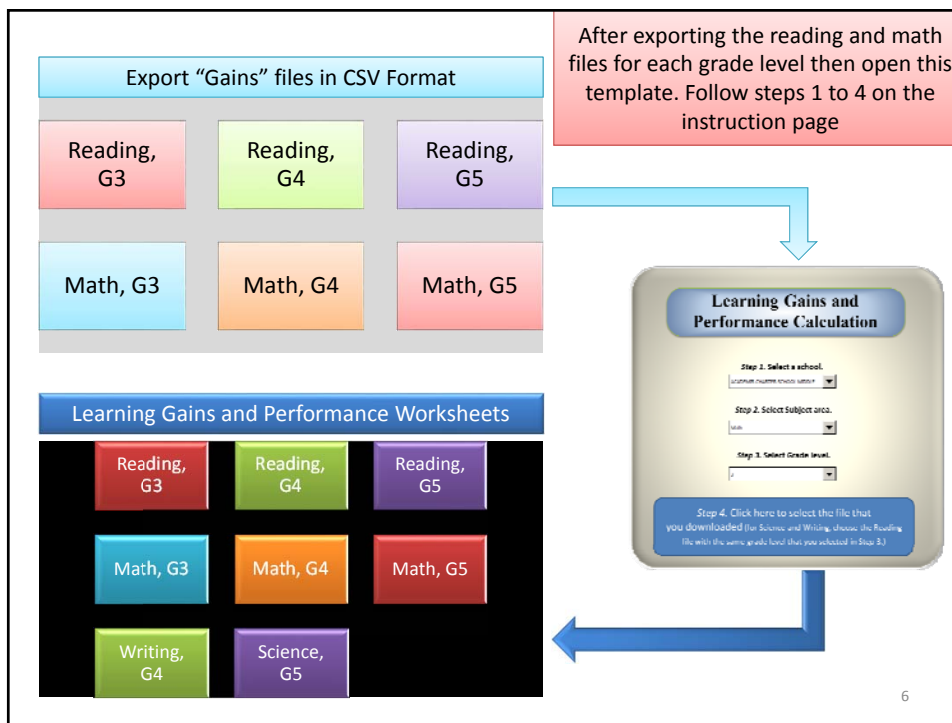 After exporting the reading and math
files for each grade level then open this
template. Follow steps 1 to 4 on the
instruction page
Export “Gains” files in CSV Format
Reading,
G3
Reading,
G4
Reading,
G5
Math, G3
Math, G4
Math, G5
Learning Gains and
Performance Calculation
Step 1. Select a school.
ACADEMIR CHARTER SCHOOL MIDDLE
Step 2. Select Subject area.
Math
Step 3. Select Grade level.
Step 4. Click here to select the file that
you downloaded (for Science and Writing, choose the Reading
file with the same grade level that you selected in Step 3.)
Learning Gains and Performance Worksheets
Reading,
G3
Reading,
G4
Reading,
G5
Math, G3
Math, G4
Math, G5
Writing,
G4
Science,
G5
6